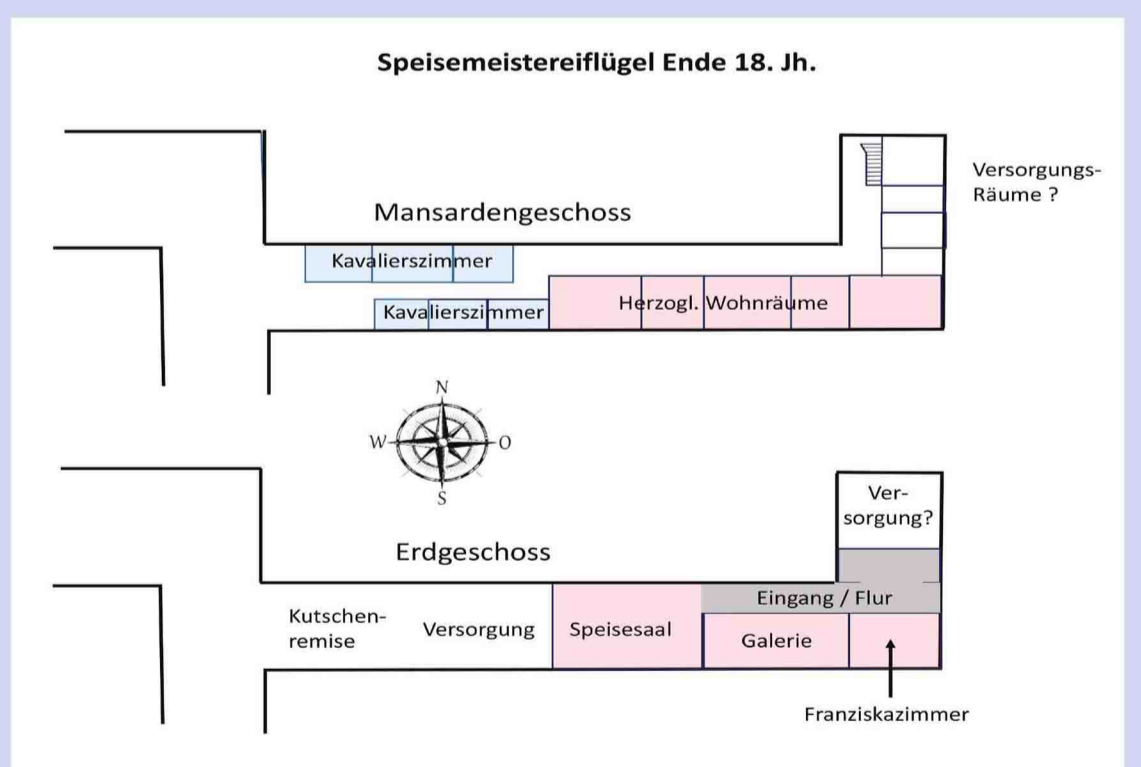 Speisemeistereiflügel Ende 18. Jh.
Versorgungs-
Räume ?
Mansardengeschoss
Kavalierszimmer
Kavalierszimmer
Herzogl. Wohnräume
N
W
O
S
Ver-
sorgung?
Erdgeschoss
Eingang / Flur
Kutschen-
remise
Versorgung
Speisesaal
Galerie
Franziskazimmer